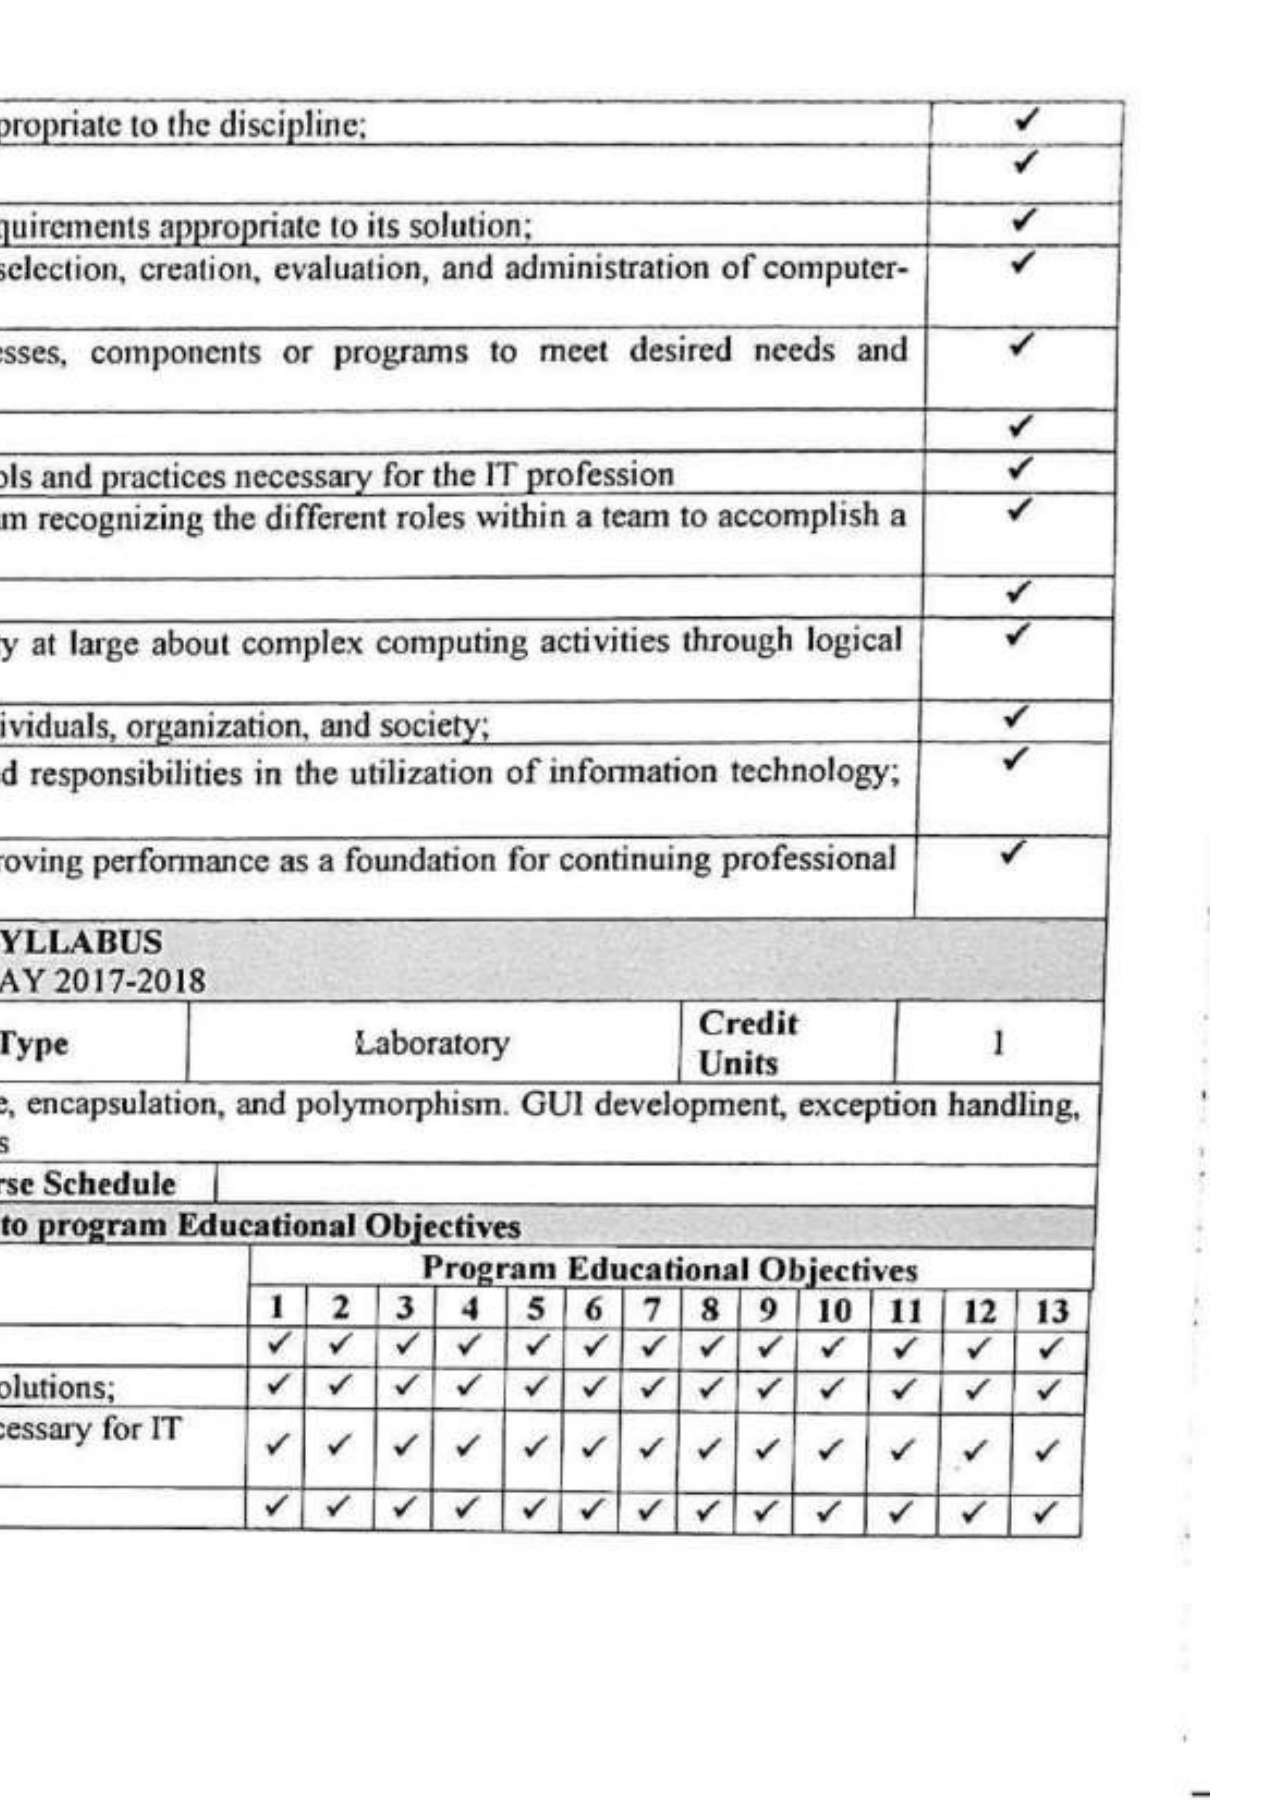 propriate to the discipline; ✓
✓
quirements appropriate to its solution; ✓
selection, creation, evaluation, and administration of computer- ✓
esses, components or programs to meet desired needs and ✓
✓
ols and practices necessary for the IT profession ✓
am recognizing the different roles within a team to accomplish a ✓
✓
y at large about complex computing activities through logical ✓
ividuals, organization, and society; ✓
d responsibilities in the utilization of information technology; ✓
roving performance as a foundation for continuing professional ✓
YLLABUS
AY 2017-2018
Type Laboratory Credit Units 1
e, encapsulation, and polymorphism. GUI development, exception handling,
s
rse Schedule
to program Educational Objectives
Program Educational Objectives
1 2 3 4 5 6 7 8 9 10 11 12 13
✓ ✓ ✓ ✓ ✓ ✓ ✓ ✓ ✓ ✓ ✓ ✓ ✓
olutions; ✓ ✓ ✓ ✓ ✓ ✓ ✓ ✓ ✓ ✓ ✓ ✓ ✓
cessary for IT ✓ ✓ ✓ ✓ ✓ ✓ ✓ ✓ ✓ ✓ ✓ ✓ ✓
✓ ✓ ✓ ✓ ✓ ✓ ✓ ✓ ✓ ✓ ✓ ✓ ✓